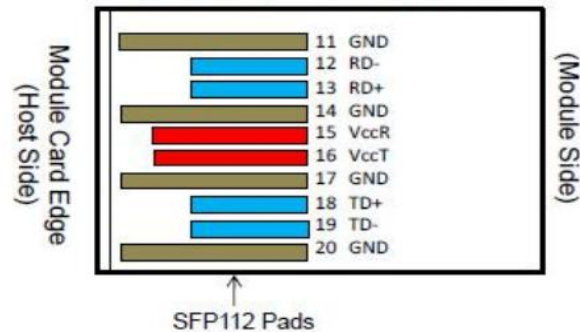 Module Card Edge
(Host Side)
11 GND
12 RD-
13 RD+
14 GND
15 VccR
16 VccT
17 GND
18 TD+
19 TD-
20 GND
(Module Side)
SFP112 Pads